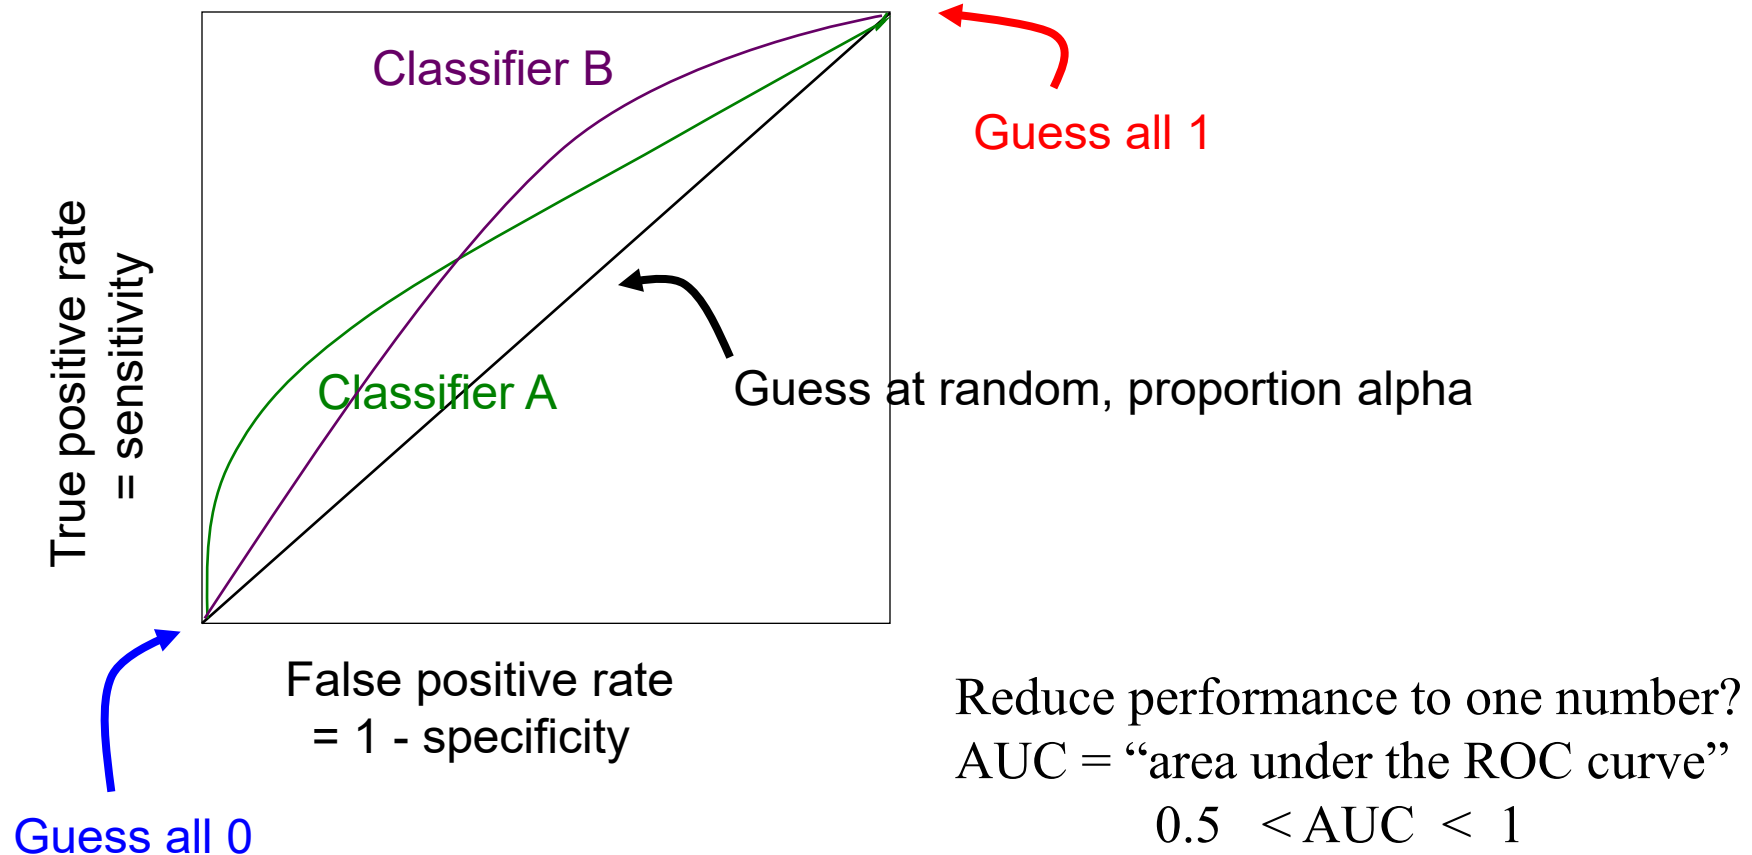 Classifier B
Guess all 1
True positive rate
= sensitivity
Classifier A
Guess at random, proportion alpha
False positive rate
= 1 - specificity
Guess all 0
Reduce performance to one number?
AUC = “area under the ROC curve”
0.5 < AUC < 1